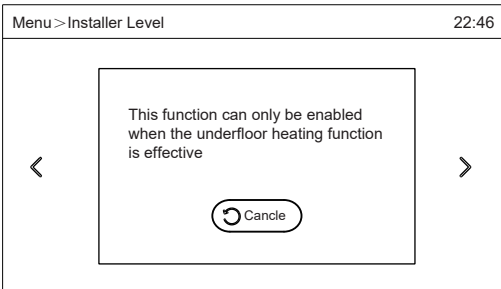 Menu>Installer Level 22:46
This function can only be enabled
when the underfloor heating function
is effective
Cancle